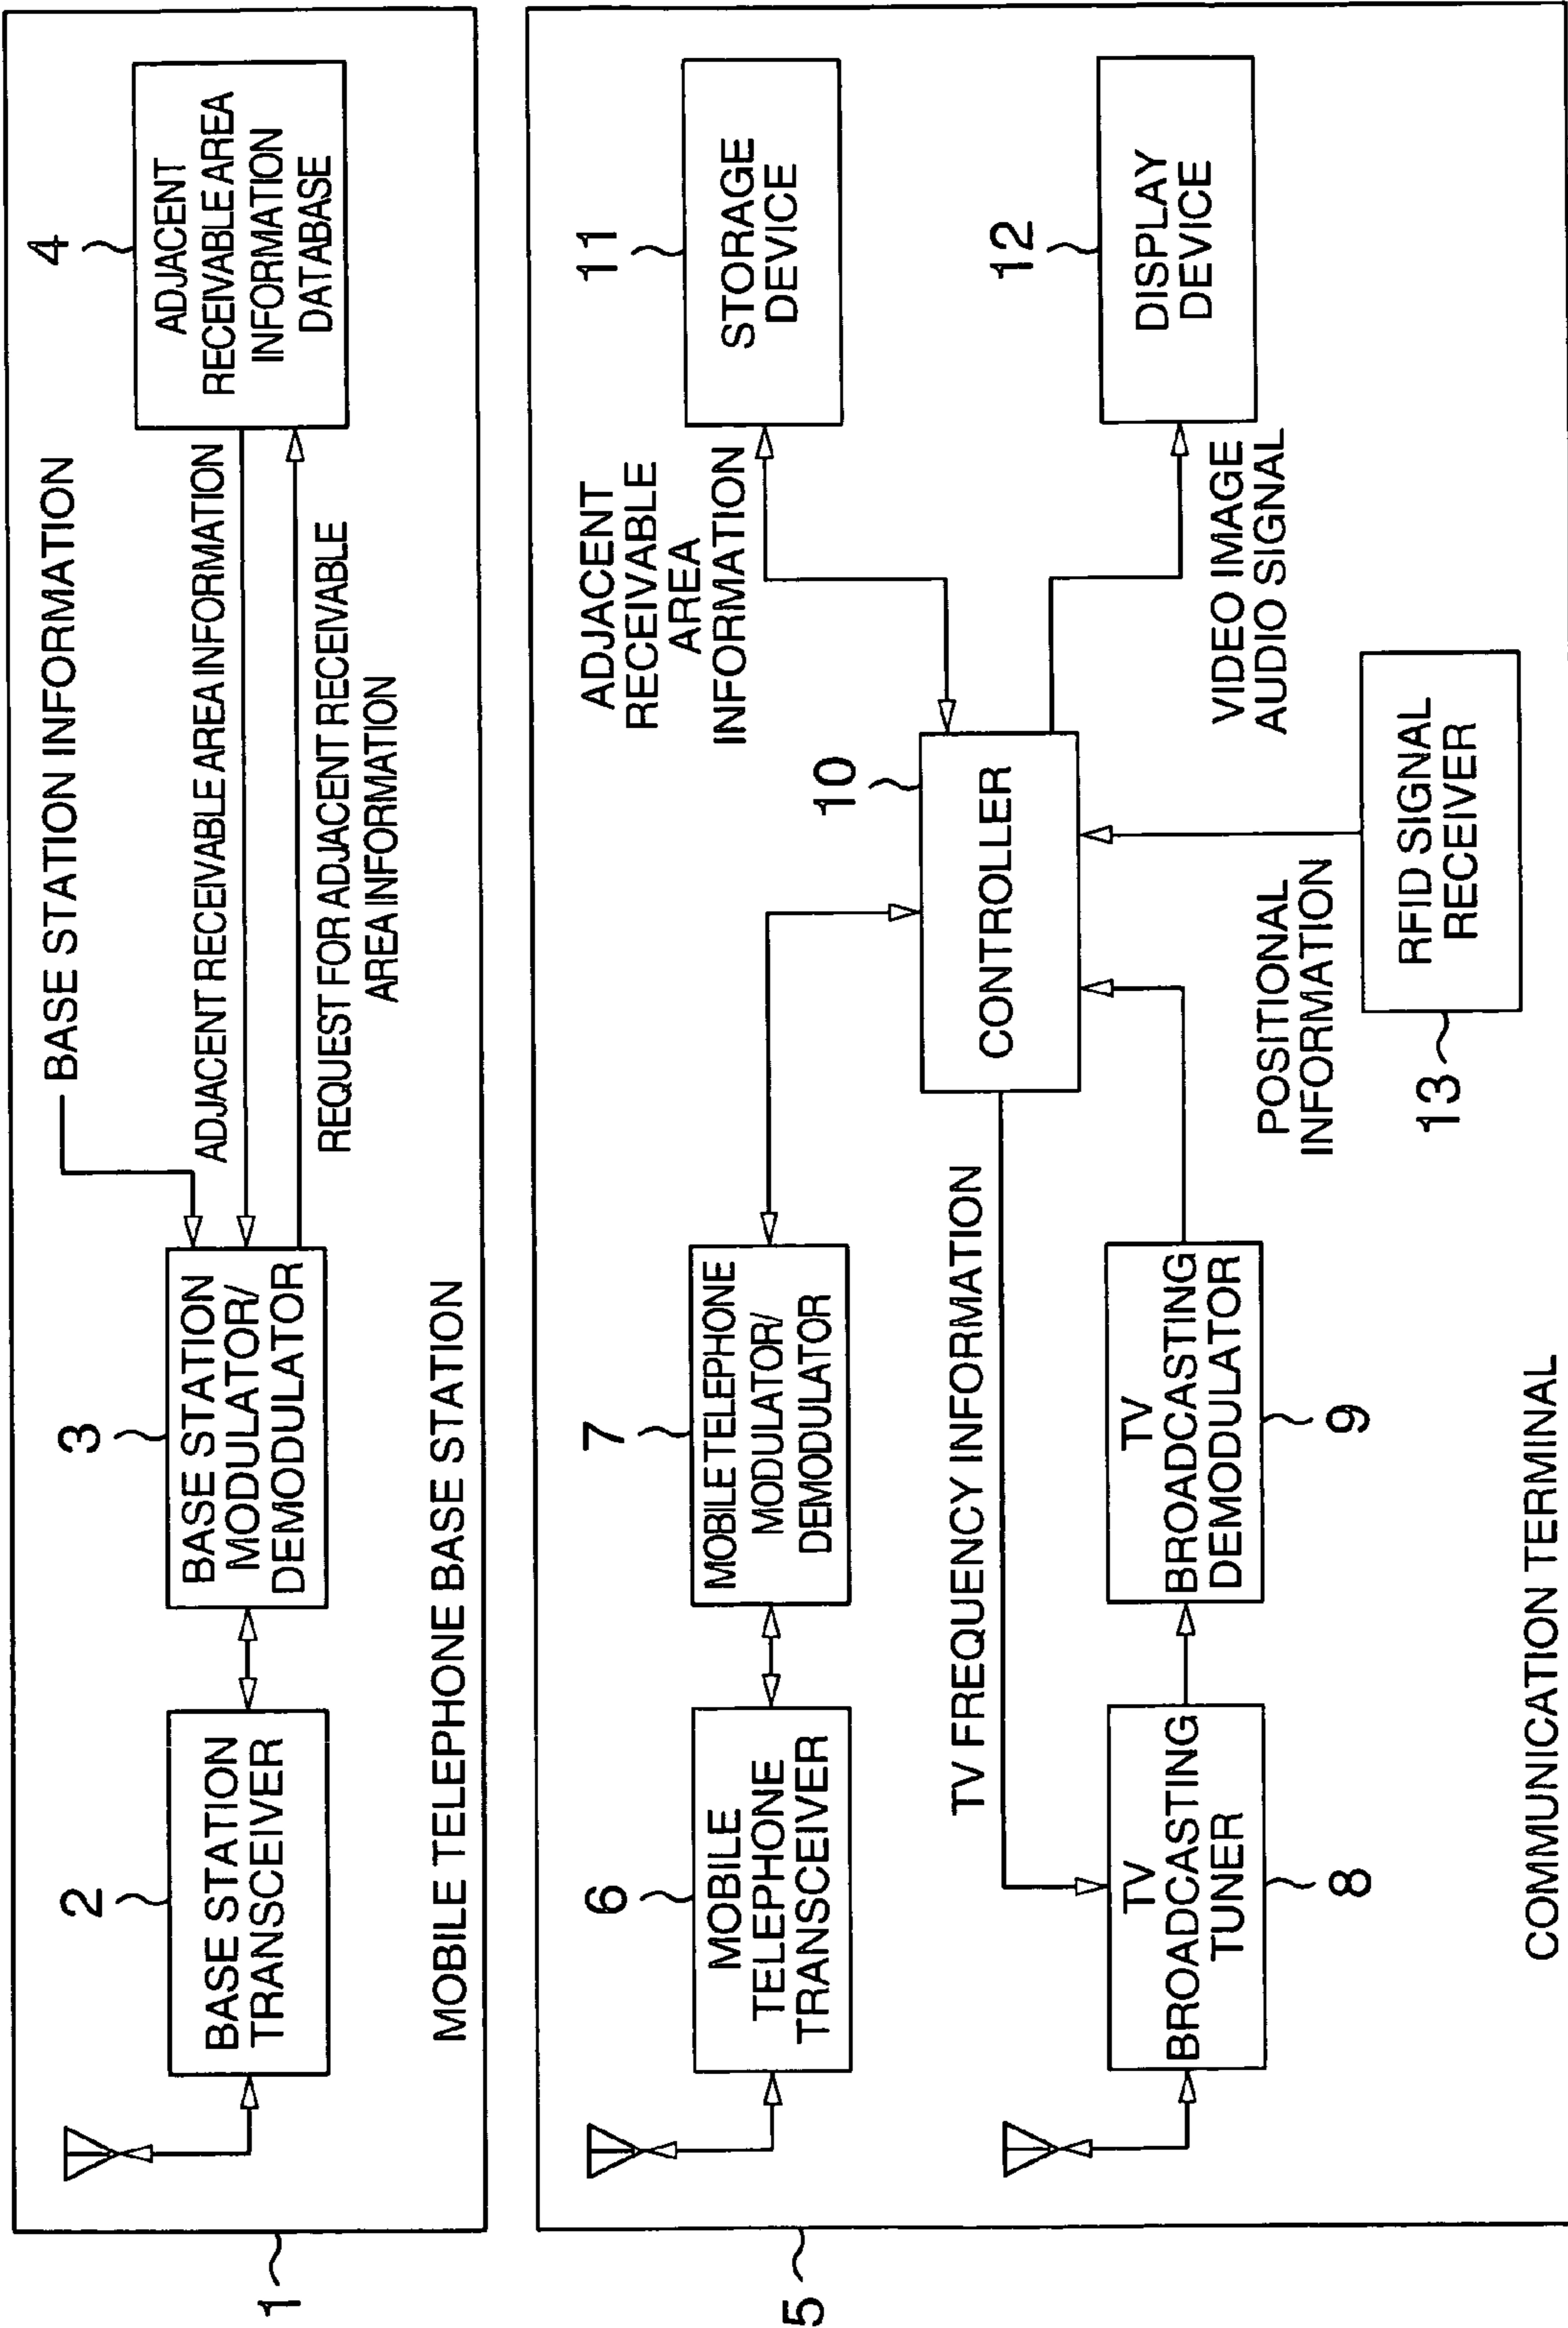 BASE STATION INFORMATION
4
ADJACENT
RECEIVABLE AREA
INFORMATION
DATABASE
ADJACENT RECEIVABLE AREA INFORMATION
REQUEST FOR ADJACENT RECEIVABLE
AREA INFORMATION
3
BASE STATION
MODULATOR/
DEMODULATOR
2
BASE STATION
TRANSCEIVER
MOBILE TELEPHONE BASE STATION
1
11
STORAGE
DEVICE
ADJACENT
RECEIVABLE
AREA
INFORMATION
7
MOBILE TELEPHONE
MODULATOR/
DEMODULATOR
6
MOBILE
TELEPHONE
TRANSCEIVER
5
10
CONTROLLER
12
DISPLAY
DEVICE
VIDEO IMAGE
AUDIO SIGNAL
TV FREQUENCY INFORMATION
TV
BROADCASTING
TUNER
8
TV
BROADCASTING
DEMODULATOR
9
POSITIONAL
INFORMATION
RFID SIGNAL
RECEIVER
13
COMMUNICATION TERMINAL